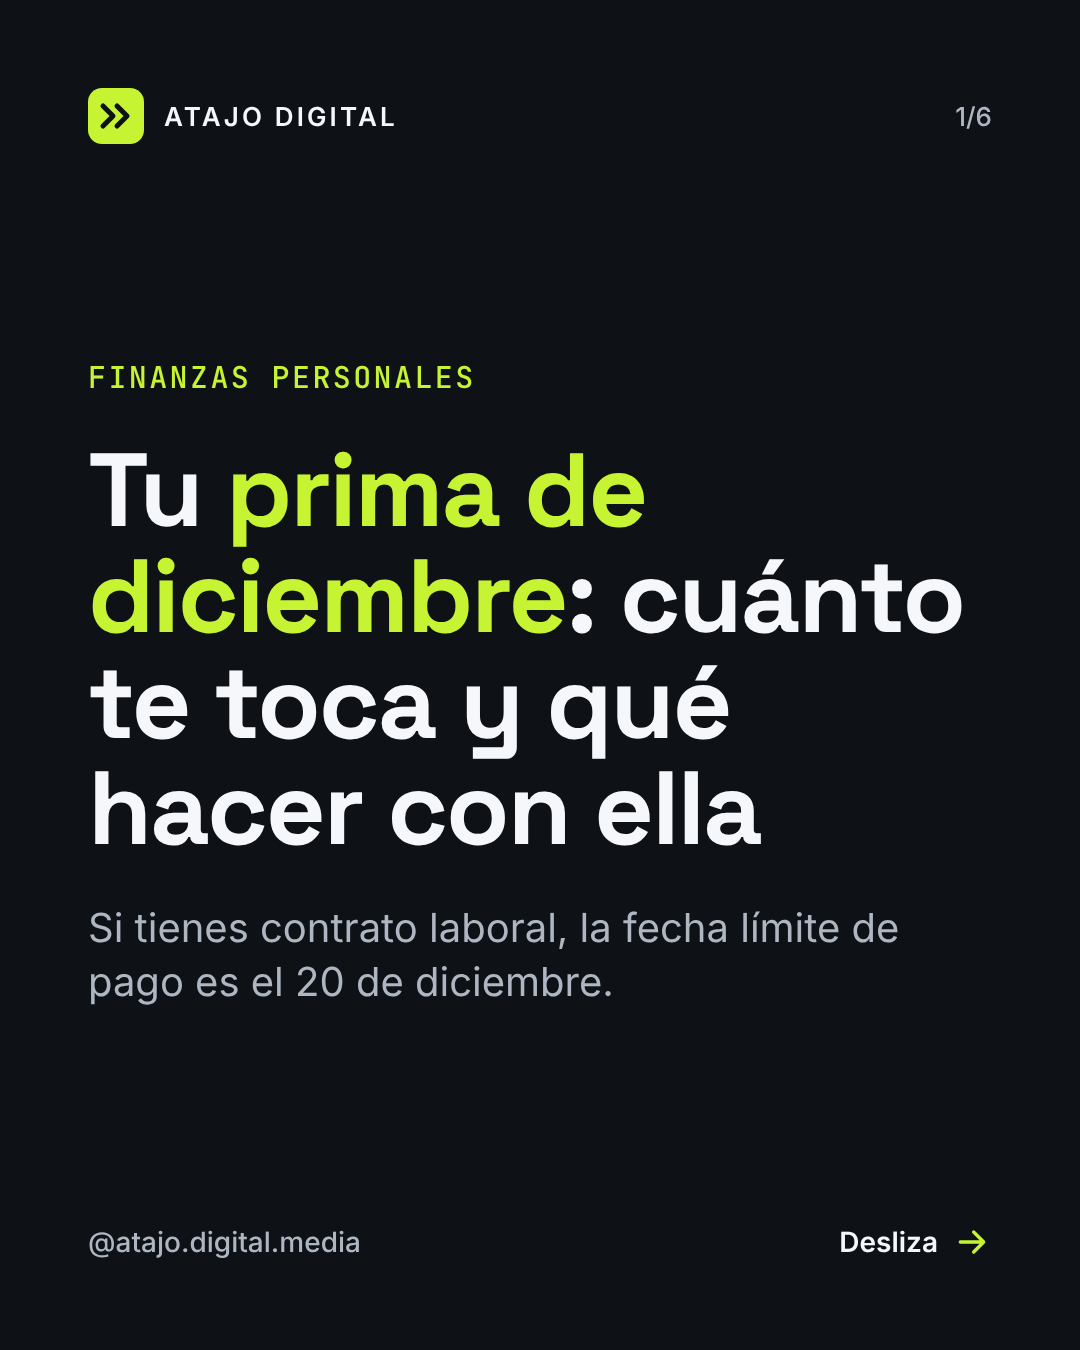 ATAJO DIGITAL
1/6
FINANZAS PERSONALES
Tu prima de
diciembre: cuánto
te toca y qué
hacer con ella
Si tienes contrato laboral, la fecha límite de
pago es el 20 de diciembre.
@atajo.digital.media
Desliza →